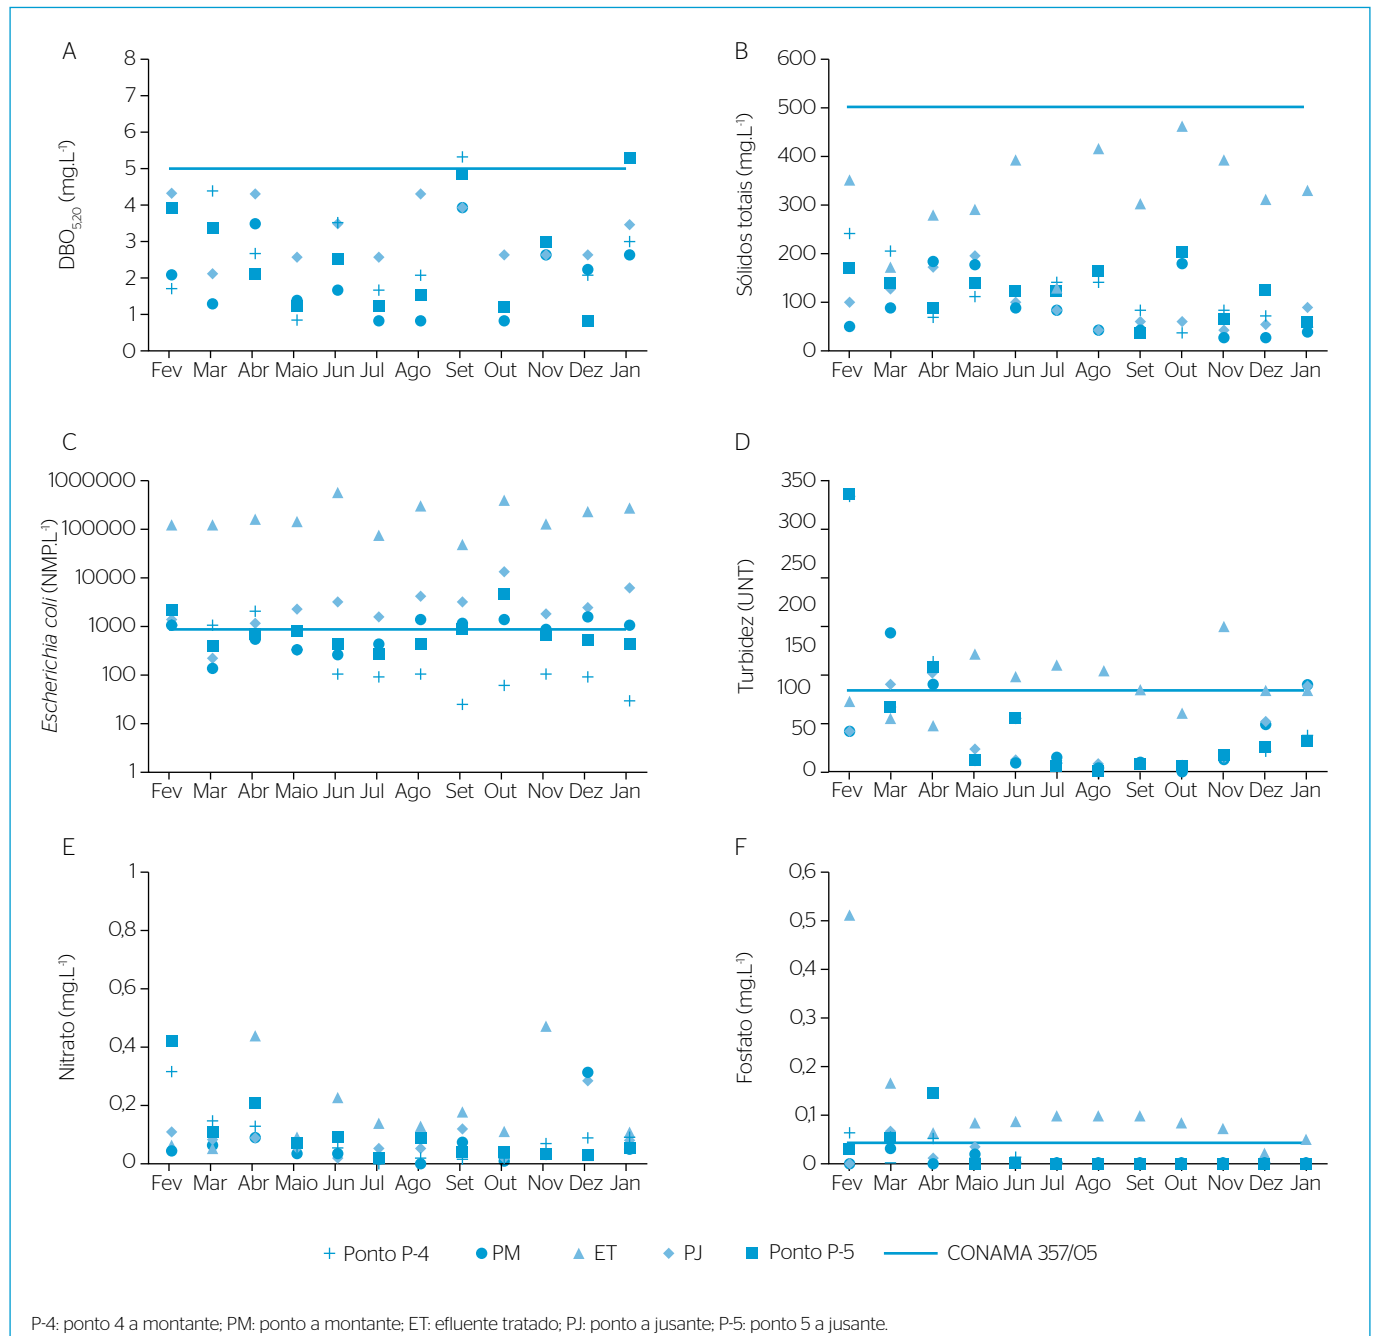 A
8
7
6
5
4
3
2
1
0
DBO5,20 (mg.L-1)
Fev Mar Abr Maio Jun Jul Ago Set Out Nov Dez Jan
B
600
500
400
300
200
100
0
Sólidos totais (mg.L-1)
Fev Mar Abr Maio Jun Jul Ago Set Out Nov Dez Jan
C
1000000
100000
10000
1000
100
10
1
Escherichia coli (NMP.L-1)
Fev Mar Abr Maio Jun Jul Ago Set Out Nov Dez Jan
D
350
300
250
200
150
100
50
0
Turbidez (UNT)
Fev Mar Abr Maio Jun Jul Ago Set Out Nov Dez Jan
E
1
0,8
0,6
0,4
0,2
0
Nitrato (mg.L-1)
Fev Mar Abr Maio Jun Jul Ago Set Out Nov Dez Jan
F
0,6
0,5
0,4
0,3
0,2
0,1
0
Fosfato (mg.L-1)
Fev Mar Abr Maio Jun Jul Ago Set Out Nov Dez Jan
Ponto P-4 PM ET PJ Ponto P-5 CONAMA 357/05
P-4: ponto 4 a montante; PM: ponto a montante; ET: efluente tratado; PJ: ponto a jusante; P-5: ponto 5 a jusante.